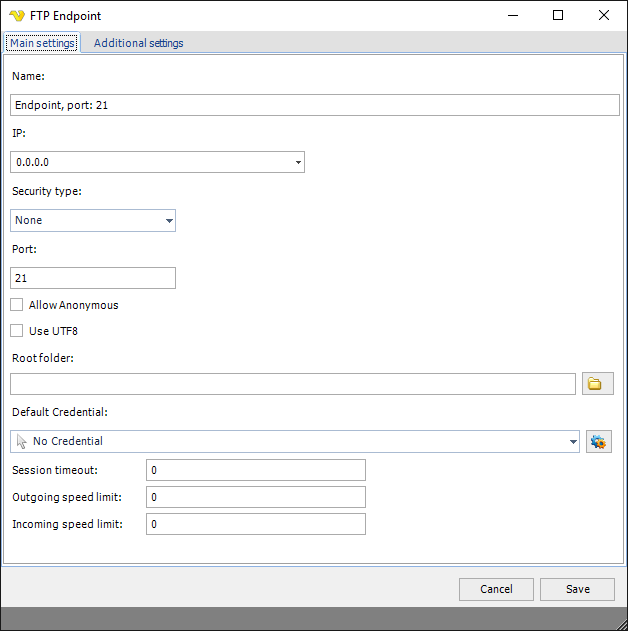 FTP Endpoint
Main settings Additional settings
Name:
Endpoint, port: 21
IP:
0.0.0.0
Security type:
None
Port:
21
Allow Anonymous
Use UTF8
Root folder:
Default Credential:
No Credential
Session timeout: 0
Outgoing speed limit: 0
Incoming speed limit: 0
Cancel Save